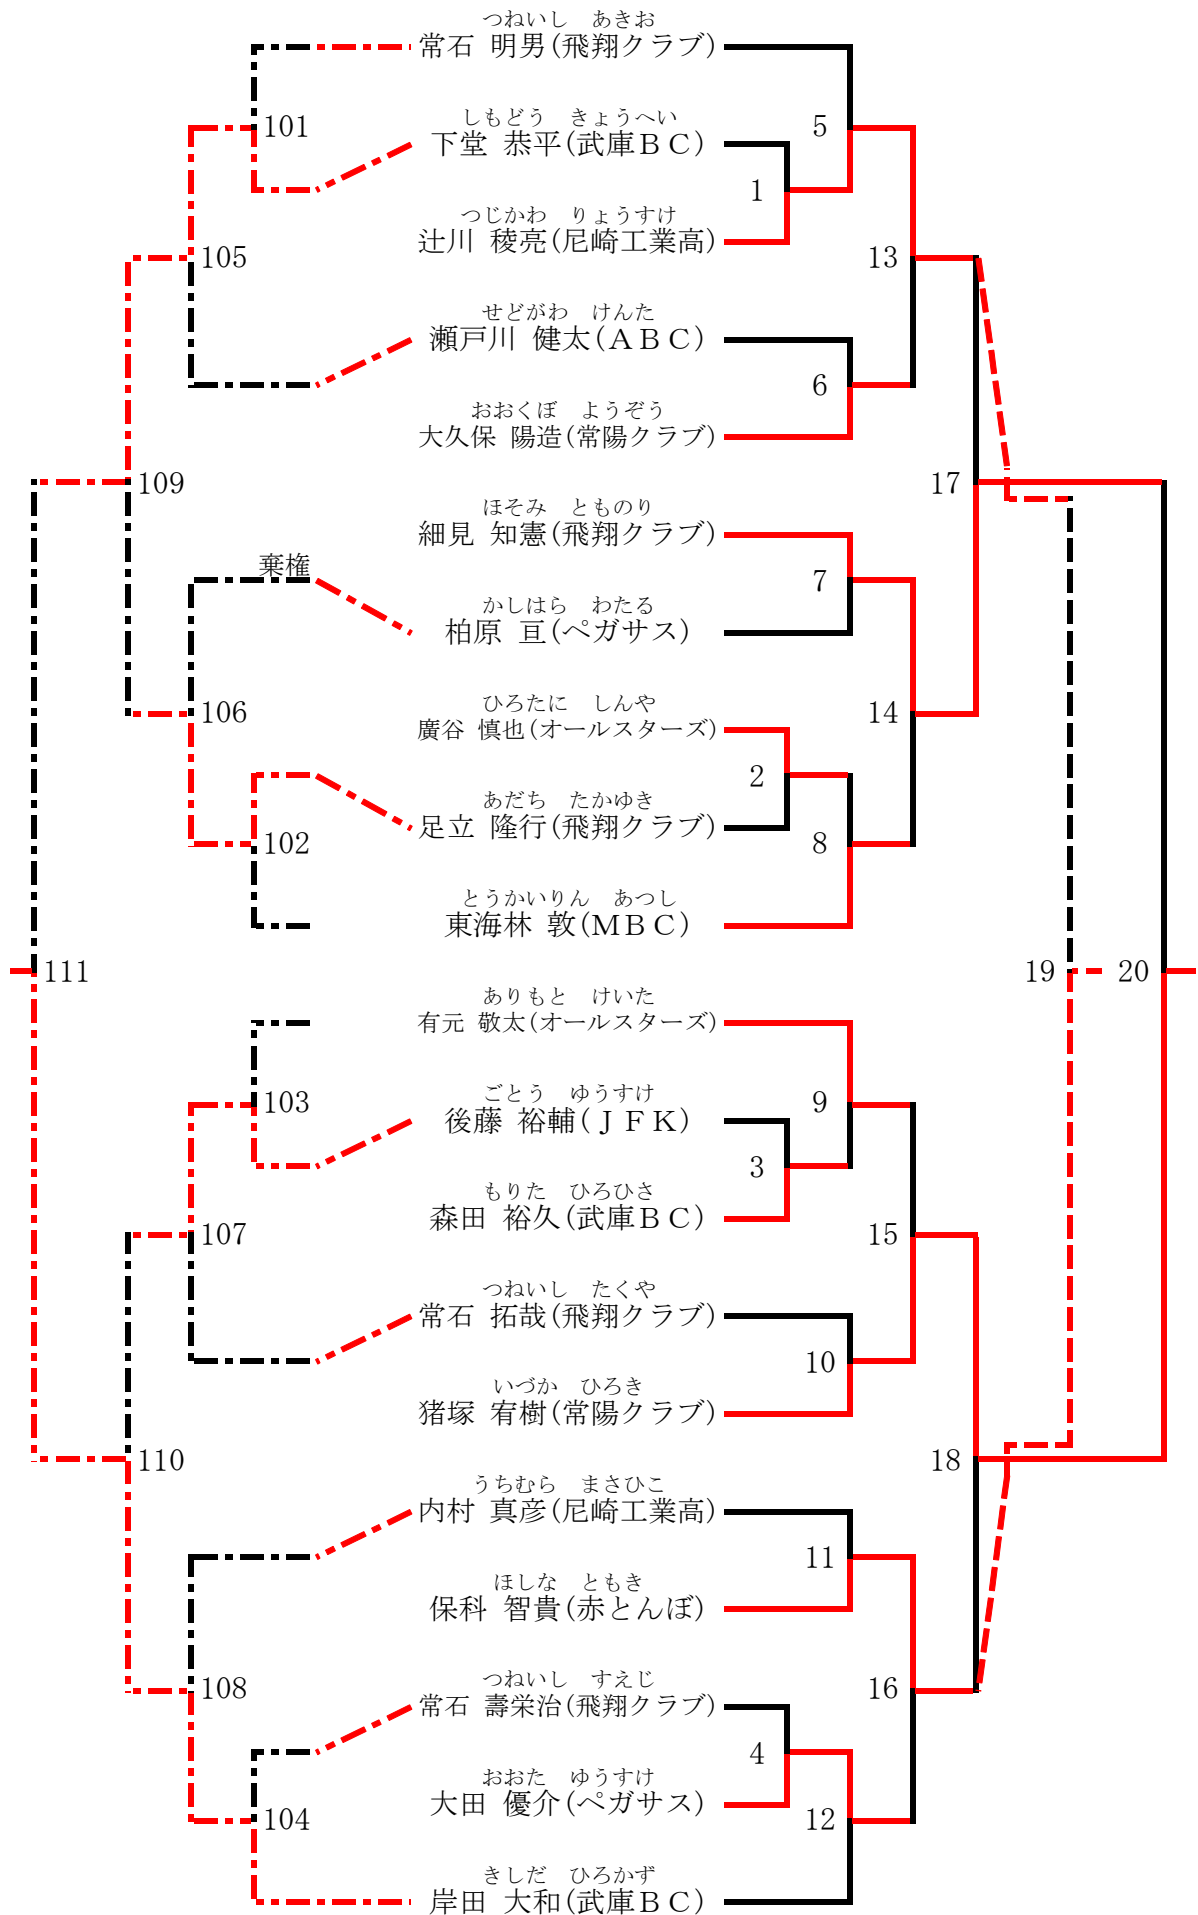 つねいし　あきお
常石 明男(飛翔クラブ)
101
5
しもどう　きょうへい
下堂 恭平(武庫ＢＣ)
1
つじかわ　りょうすけ
辻川 稜亮(尼崎工業高)
105
13
せどがわ　けんた
瀬戸川 健太(ＡＢＣ)
6
おおくぼ　ようぞう
大久保 陽造(常陽クラブ)
109
17
ほそみ　とものり
細見 知憲(飛翔クラブ)
棄権
7
かしはら　わたる
柏原 亘(ペガサス)
106
14
ひろたに　しんや
廣谷 慎也(オールスターズ)
2
あだち　たかゆき
足立 隆行(飛翔クラブ)
102
8
とうかいりん　あつし
東海林 敦(ＭＢＣ)
111
19
20
ありもと　けいた
有元 敬太(オールスターズ)
103
9
ごとう　ゆうすけ
後藤 裕輔(ＪＦＫ)
3
もりた　ひろひさ
森田 裕久(武庫ＢＣ)
107
15
つねいし　たくや
常石 拓哉(飛翔クラブ)
10
いづか　ひろき
猪塚 宥樹(常陽クラブ)
110
18
うちむら　まさひこ
内村 真彦(尼崎工業高)
11
ほしな　ともき
保科 智貴(赤とんぼ)
108
16
つねいし　すえじ
常石 壽栄治(飛翔クラブ)
4
おおた　ゆうすけ
大田 優介(ペガサス)
104
12
きしだ　ひろかず
岸田 大和(武庫ＢＣ)